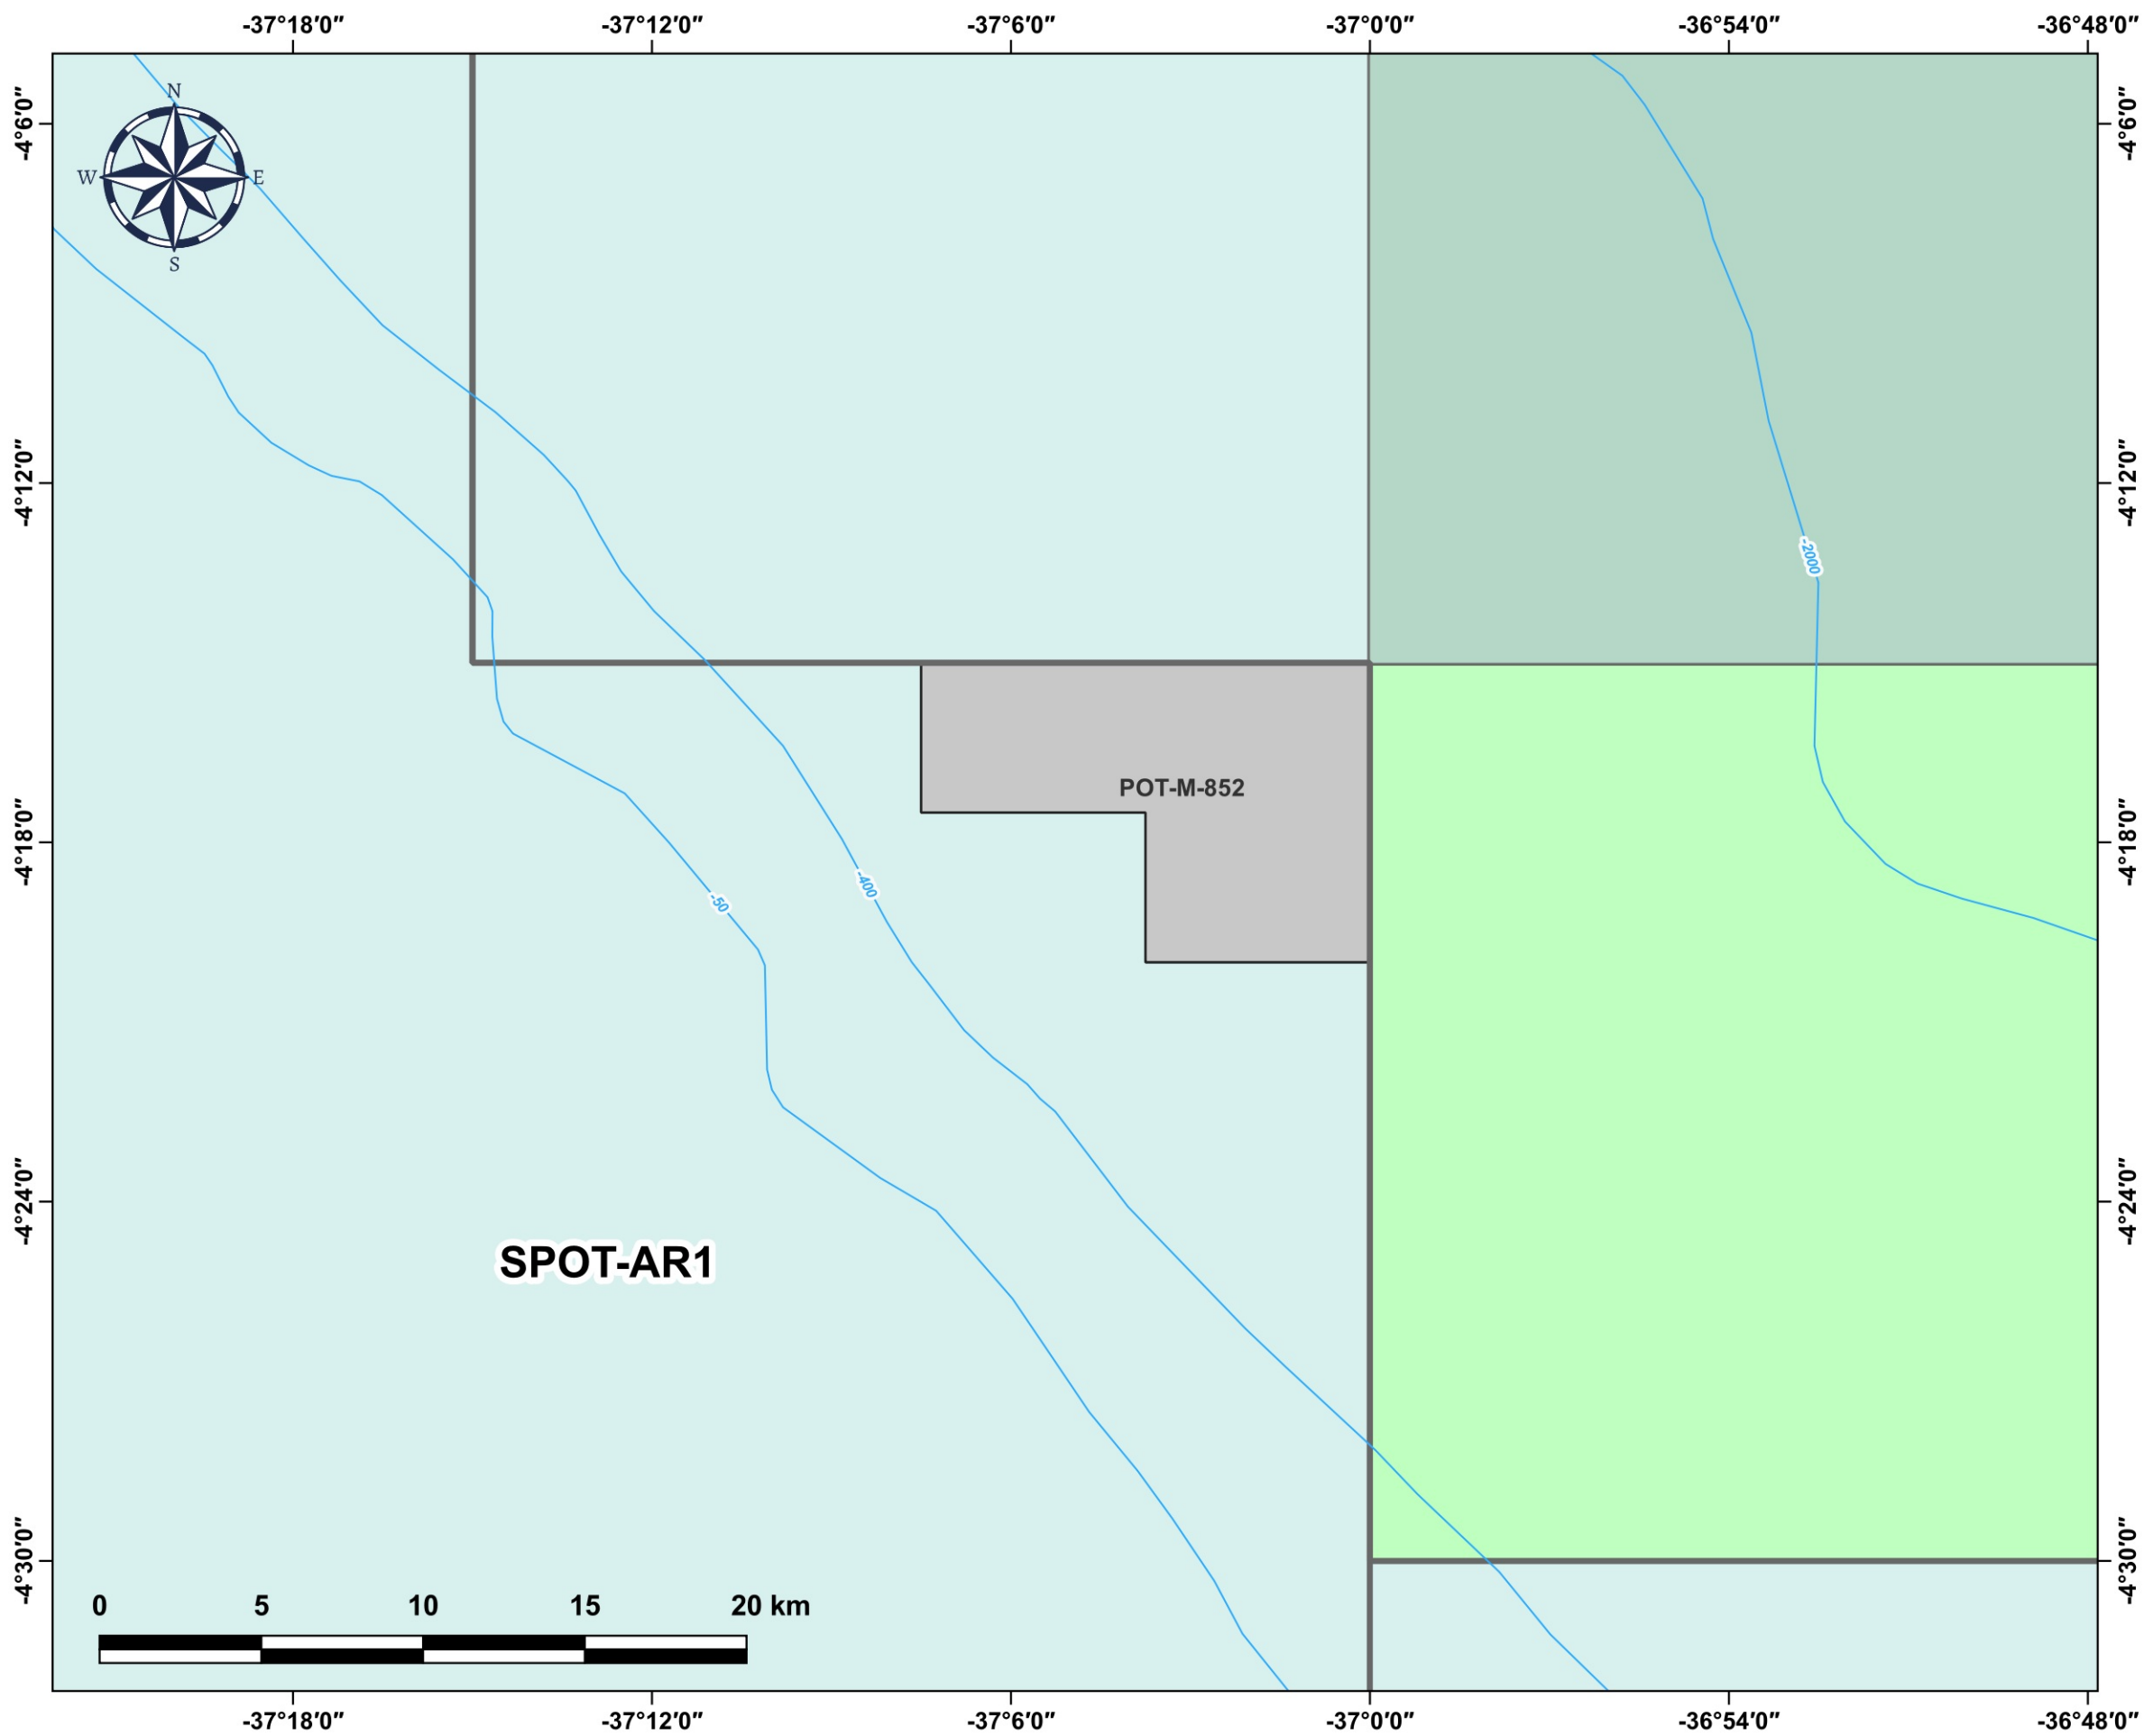 -37°18′0″ -37°12′0″ -37°6′0″ -37°0′0″ -36°54′0″ -36°48′0″
N
W E
S
-4°6′0″ -4°6′0″
-4°12′0″ -4°12′0″
-2000
POT-M-852
-4°18′0″ -4°18′0″
-400
-50
-4°24′0″ -4°24′0″
SPOT-AR1
-4°30′0″ -4°30′0″
0 5 10 15 20 km
-37°18′0″ -37°12′0″ -37°6′0″ -37°0′0″ -36°54′0″ -36°48′0″